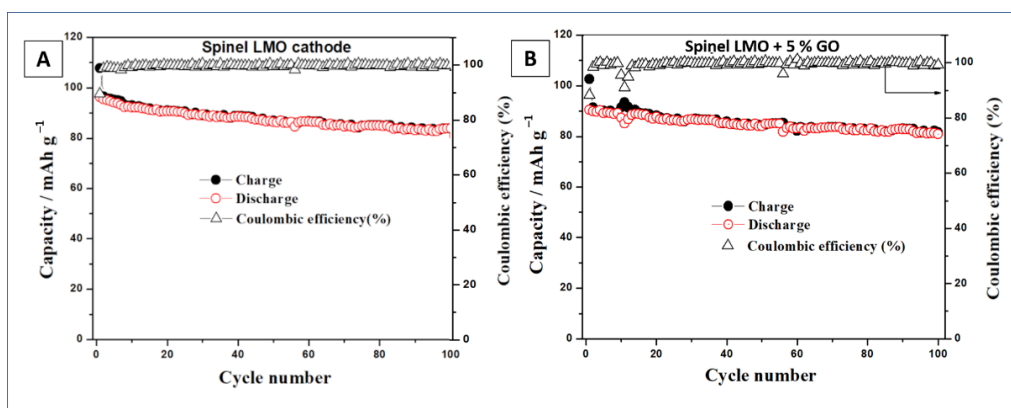 A
Spinel LMO cathode
Capacity / mAh g⁻¹
120
100
80
60
40
20
0
Charge
Discharge
Coulombic efficiency(%)
0
20
40
60
80
100
Cycle number
100
80
60
40
20
0
Coulombic efficiency (%)
B
Spinel LMO + 5 % GO
Capacity / mAh g⁻¹
120
100
80
60
40
20
0
Charge
Discharge
Coulombic efficiency (%)
0
20
40
60
80
100
Cycle number
100
80
60
40
20
0
Coulombic efficiency (%)